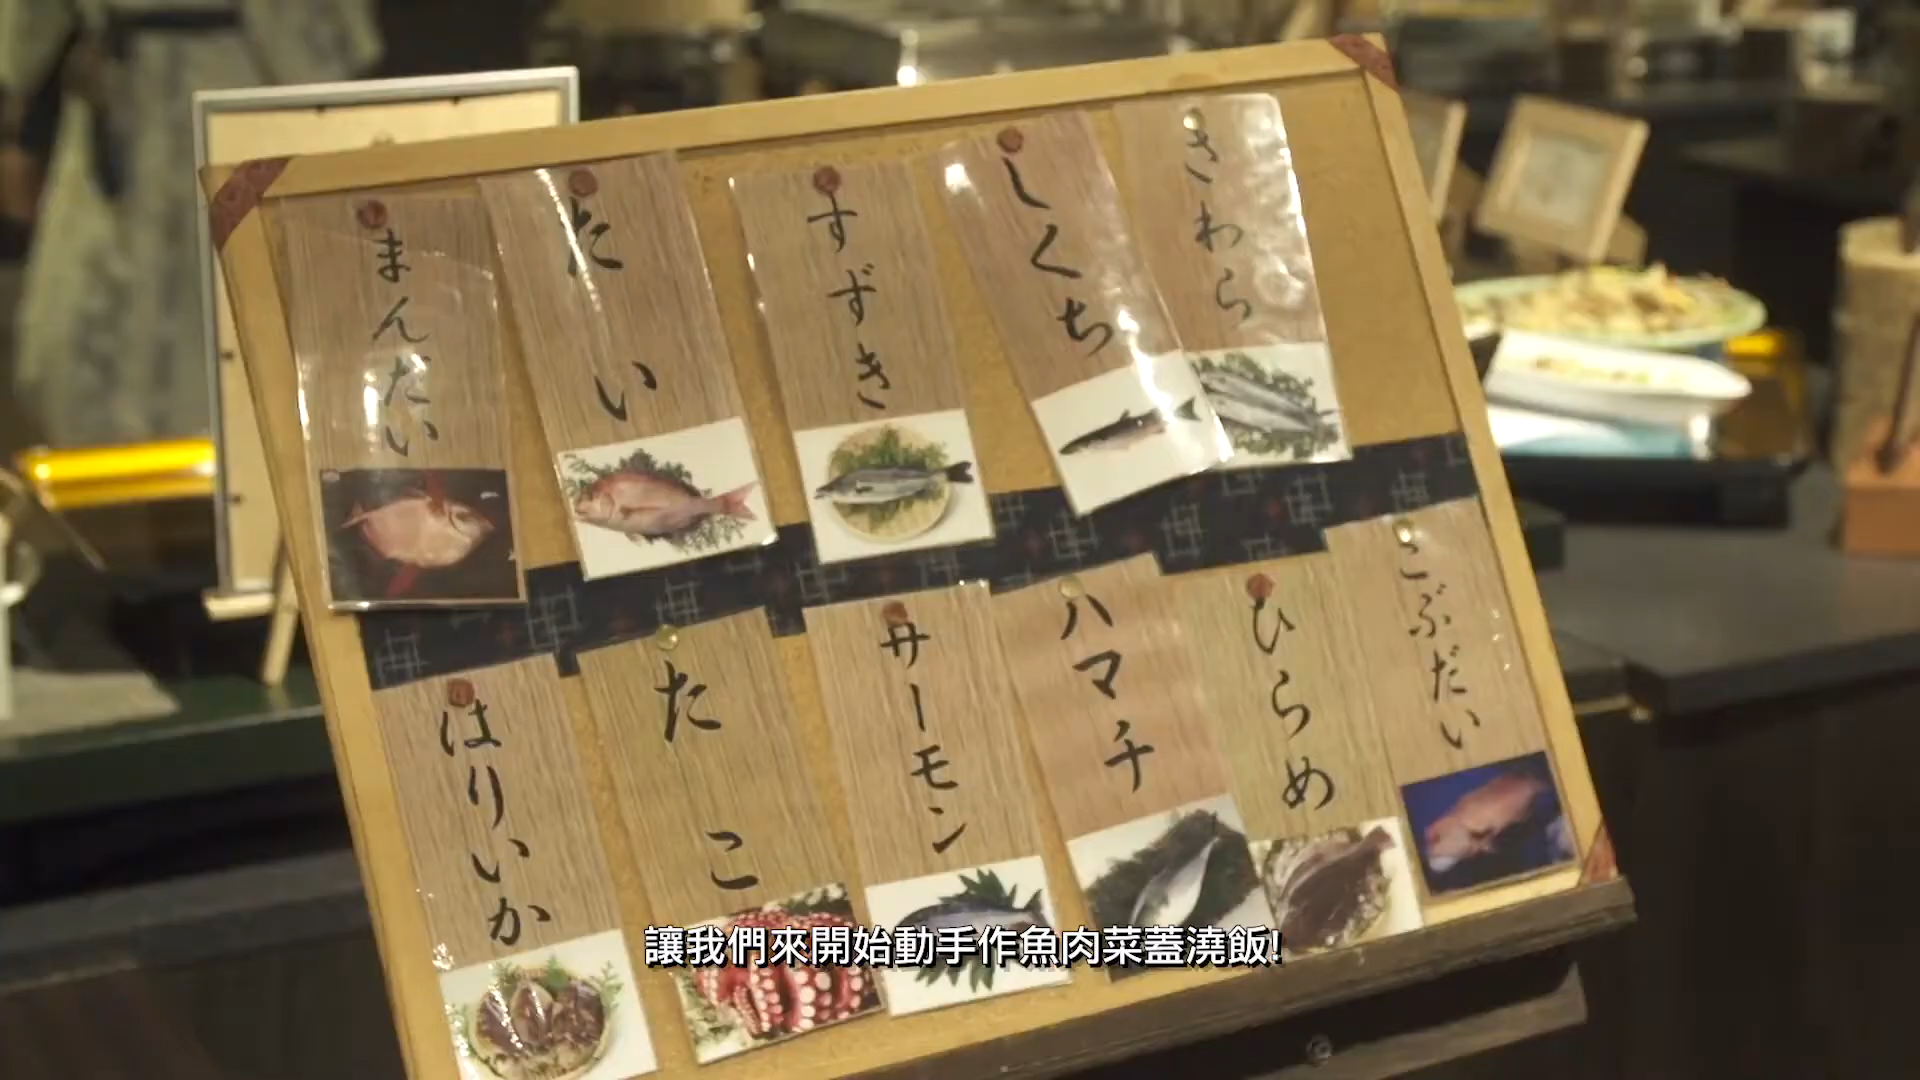 まんだい
たい
すずき
しくち
さわら
はりいか
たこ
サーモン
ハマチ
ひらめ
こぶだい
讓我們來開始動手作魚肉菜蓋澆飯!